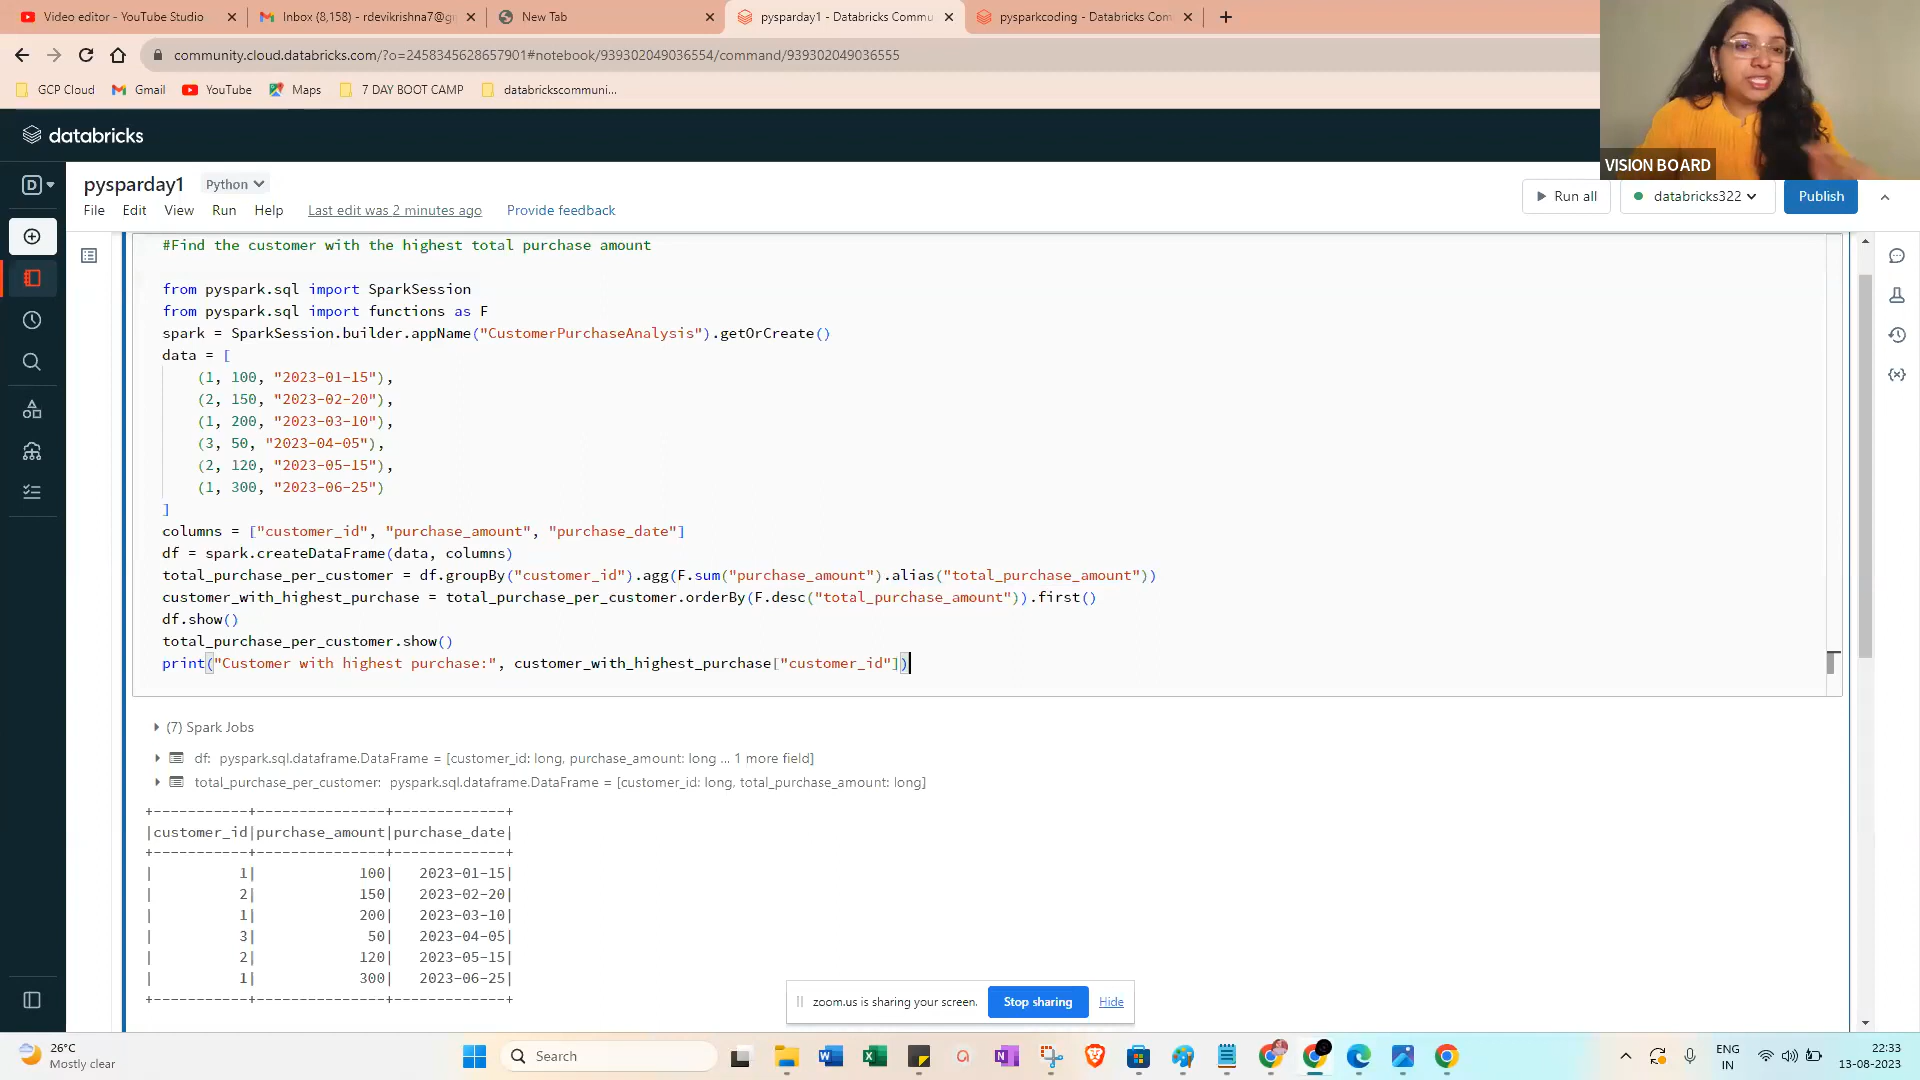 Video editor - YouTube Studio
Inbox (8,158) - rdevikrishna7@g
New Tab
pysparday1 - Databricks Commu
pysparkcoding - Databricks Com
community.cloud.databricks.com/?o=2458345628657901#notebook/939302049036554/command/939302049036555
GCP Cloud
Gmail
YouTube
Maps
7 DAY BOOT CAMP
databrickscommuni...
VISION BOARD
databricks
D
pysparday1
Python
File
Edit
View
Run
Help
Last edit was 2 minutes ago
Provide feedback
Run all
databricks322
Publish
#Find the customer with the highest total purchase amount
from pyspark.sql import SparkSession
from pyspark.sql import functions as F
spark = SparkSession.builder.appName("CustomerPurchaseAnalysis").getOrCreate()
data = [
(1, 100, "2023-01-15"),
(2, 150, "2023-02-20"),
(1, 200, "2023-03-10"),
(3, 50, "2023-04-05"),
(2, 120, "2023-05-15"),
(1, 300, "2023-06-25")
]
columns = ["customer_id", "purchase_amount", "purchase_date"]
df = spark.createDataFrame(data, columns)
total_purchase_per_customer = df.groupBy("customer_id").agg(F.sum("purchase_amount").alias("total_purchase_amount"))
customer_with_highest_purchase = total_purchase_per_customer.orderBy(F.desc("total_purchase_amount")).first()
df.show()
total_purchase_per_customer.show()
print("Customer with highest purchase:", customer_with_highest_purchase["customer_id"])
(7) Spark Jobs
df: pyspark.sql.dataframe.DataFrame = [customer_id: long, purchase_amount: long ... 1 more field]
total_purchase_per_customer: pyspark.sql.dataframe.DataFrame = [customer_id: long, total_purchase_amount: long]
+-----------+---------------+-------------+
|customer_id|purchase_amount|purchase_date|
+-----------+---------------+-------------+
|          1|            100|   2023-01-15|
|          2|            150|   2023-02-20|
|          1|            200|   2023-03-10|
|          3|             50|   2023-04-05|
|          2|            120|   2023-05-15|
|          1|            300|   2023-06-25|
+-----------+---------------+-------------+
zoom.us is sharing your screen.
Stop sharing
Hide
26°C
Mostly clear
Search
ENG
IN
22:33
13-08-2023